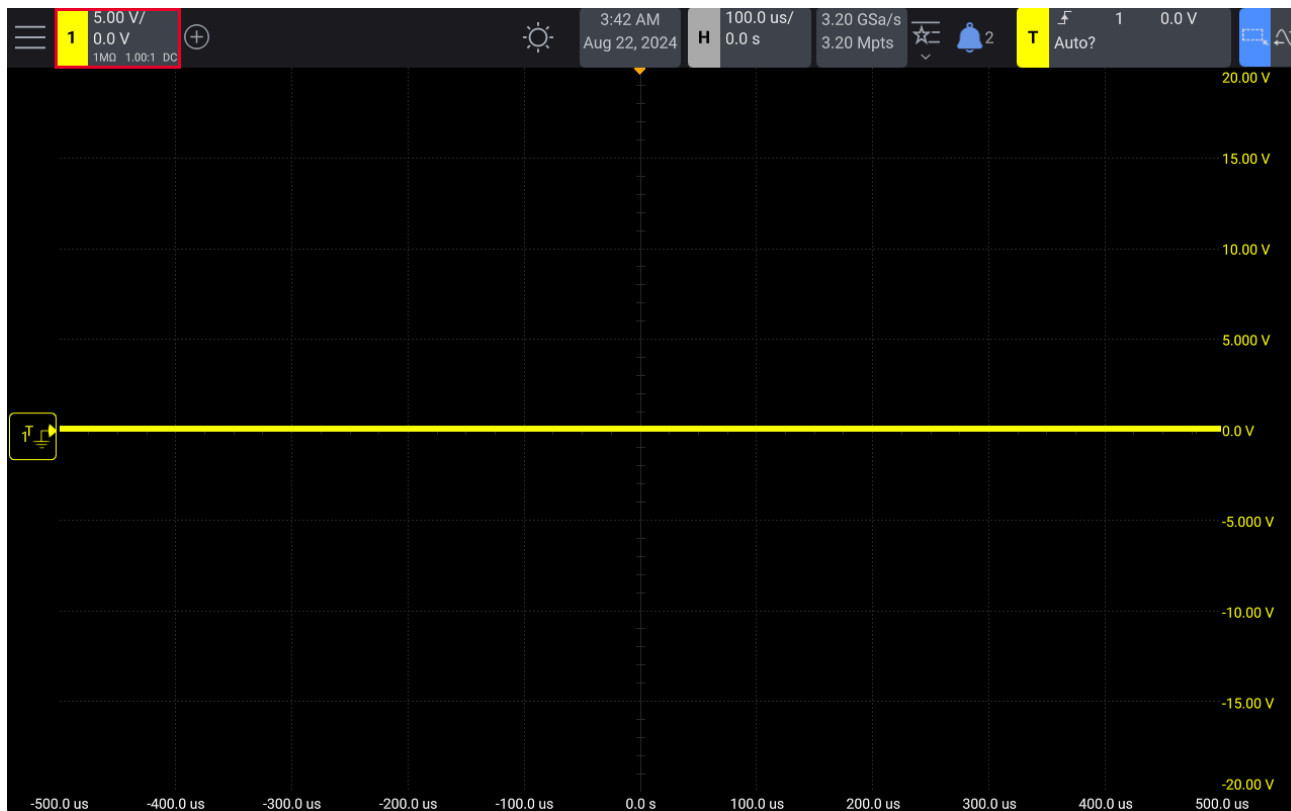 1
5.00 V/
0.0 V
1MΩ 1.00:1 DC
3:42 AM
Aug 22, 2024
H
100.0 us/
0.0 s
3.20 GSa/s
3.20 Mpts
2
T
1
0.0 V
Auto?
20.00 V
15.00 V
10.00 V
5.000 V
1T
0.0 V
-5.000 V
-10.00 V
-15.00 V
-20.00 V
-500.0 us
-400.0 us
-300.0 us
-200.0 us
-100.0 us
0.0 s
100.0 us
200.0 us
300.0 us
400.0 us
500.0 us